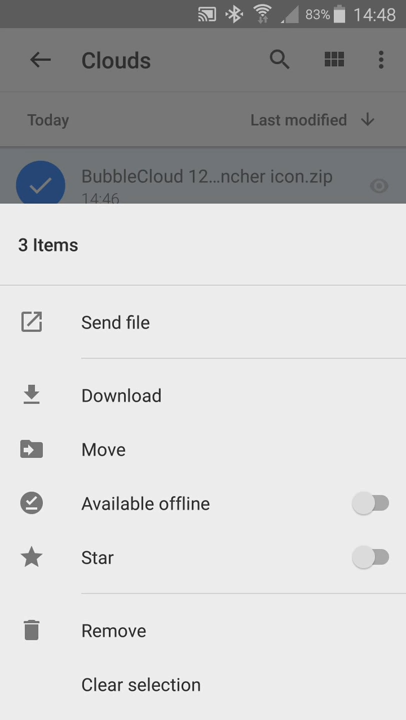 83% 14:48
Clouds
Today Last modified
BubbleCloud 12...ncher icon.zip
14:46
3 Items
Send file
Download
Move
Available offline
Star
Remove
Clear selection